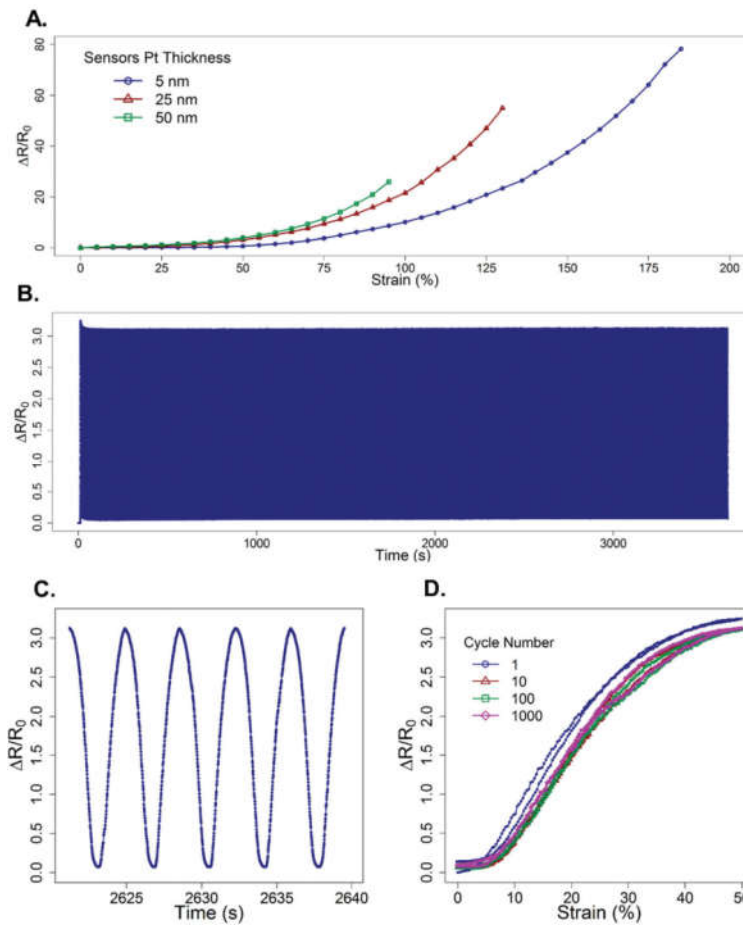 A.
Sensors Pt Thickness
5 nm
25 nm
50 nm
ΔR/R0
0 20 40 60 80
0 25 50 75 100 125 150 175 200
Strain (%)
B.
ΔR/R0
0.0 0.5 1.0 1.5 2.0 2.5 3.0
0 1000 2000 3000
Time (s)
C.
ΔR/R0
0.0 0.5 1.0 1.5 2.0 2.5 3.0
2625 2630 2635 2640
Time (s)
D.
Cycle Number
1
10
100
1000
ΔR/R0
0.0 0.5 1.0 1.5 2.0 2.5 3.0
0 10 20 30 40 50
Strain (%)